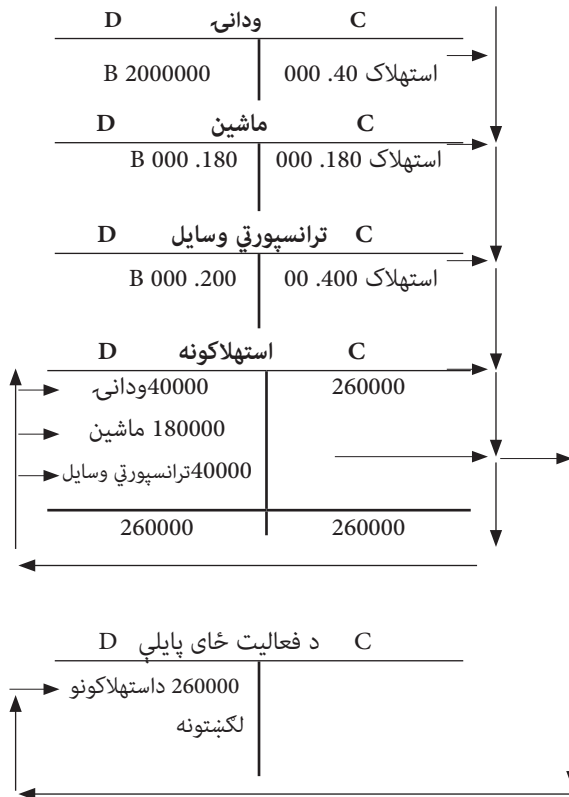 D ودانۍ C
B 2000000 استهلاک 40. 000
D ماشين C
B 000 .180 استهلاک 180. 000
D ترانسپورتي وسايل C
B 000 .200 استهلاک 400. 00
D استهلاکونه C
40000ودانۍ 260000
180000 ماشين
40000ترانسپورتي وسايل
260000 260000
D د فعاليت ځای پايلې C
260000 داستهلاکونو
لګښتونه